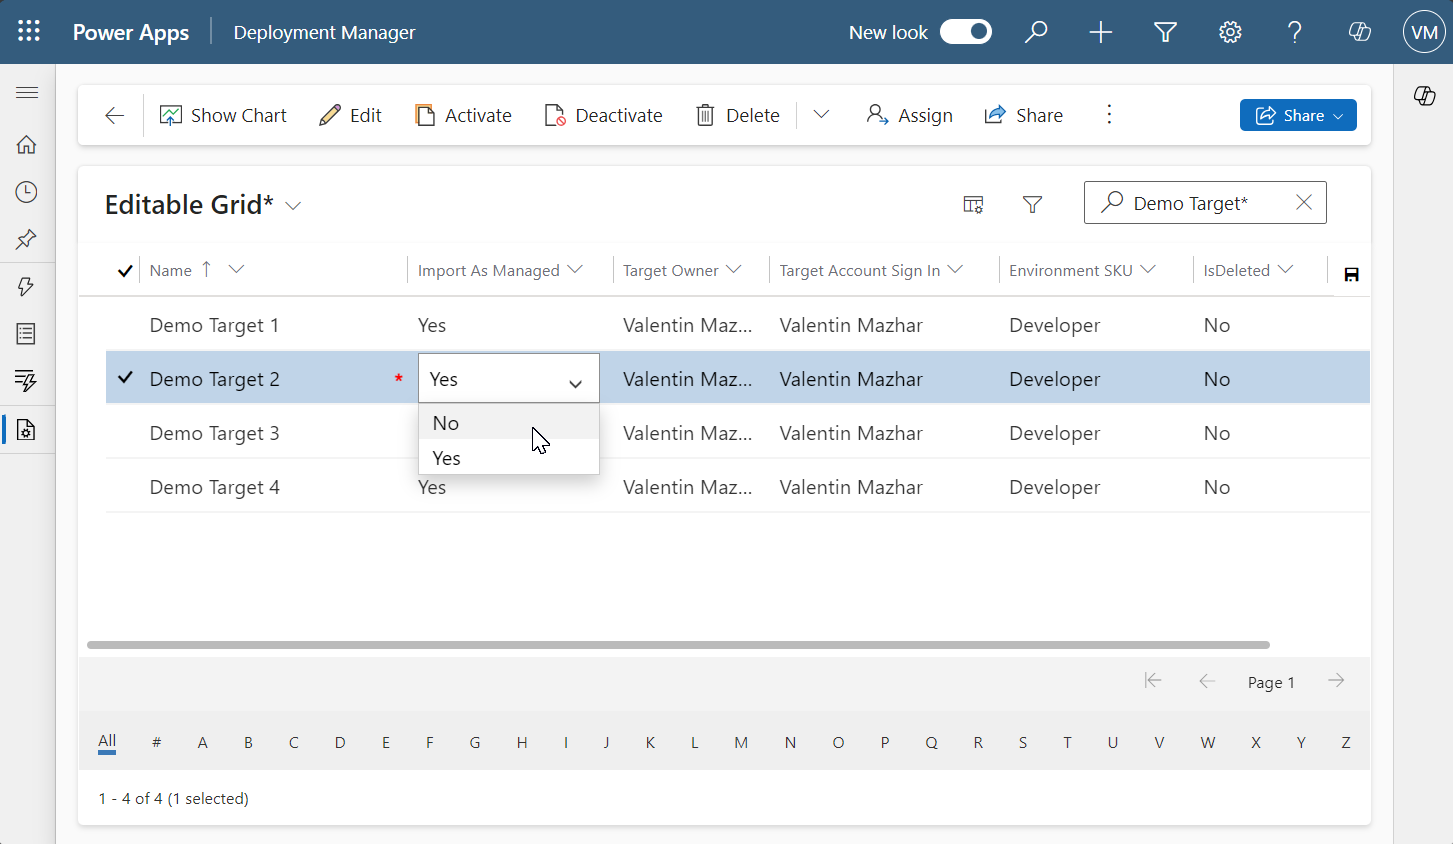 Power Apps Deployment Manager New look VM
Show Chart Edit Activate Deactivate Delete Assign Share Share
Editable Grid* Demo Target*
Name Import As Managed Target Owner Target Account Sign In Environment SKU IsDeleted
Demo Target 1 Yes Valentin Maz... Valentin Mazhar Developer No
Demo Target 2 * Yes Valentin Maz... Valentin Mazhar Developer No
No
Demo Target 3 Valentin Maz... Valentin Mazhar Developer No
Yes
Demo Target 4 Yes Valentin Maz... Valentin Mazhar Developer No
Page 1
All # A B C D E F G H I J K L M N O P Q R S T U V W X Y Z
1 - 4 of 4 (1 selected)